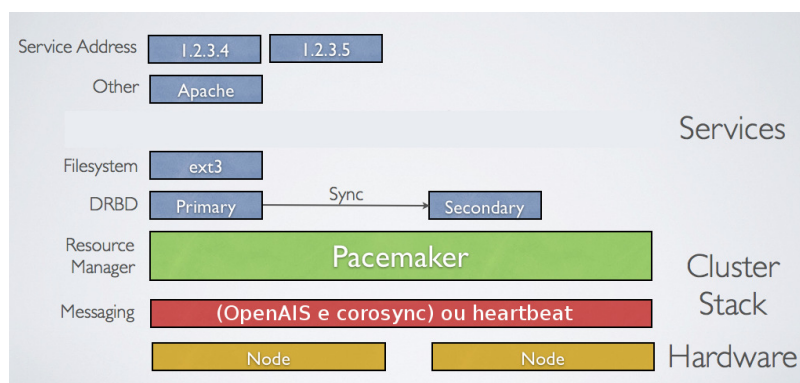 Service Address 1.2.3.4 1.2.3.5
Other Apache
Services
Filesystem ext3
DRBD Primary Sync Secondary
Resource
Manager
Pacemaker
Cluster
Stack
Messaging (OpenAIS e corosync) ou heartbeat
Node Node Hardware